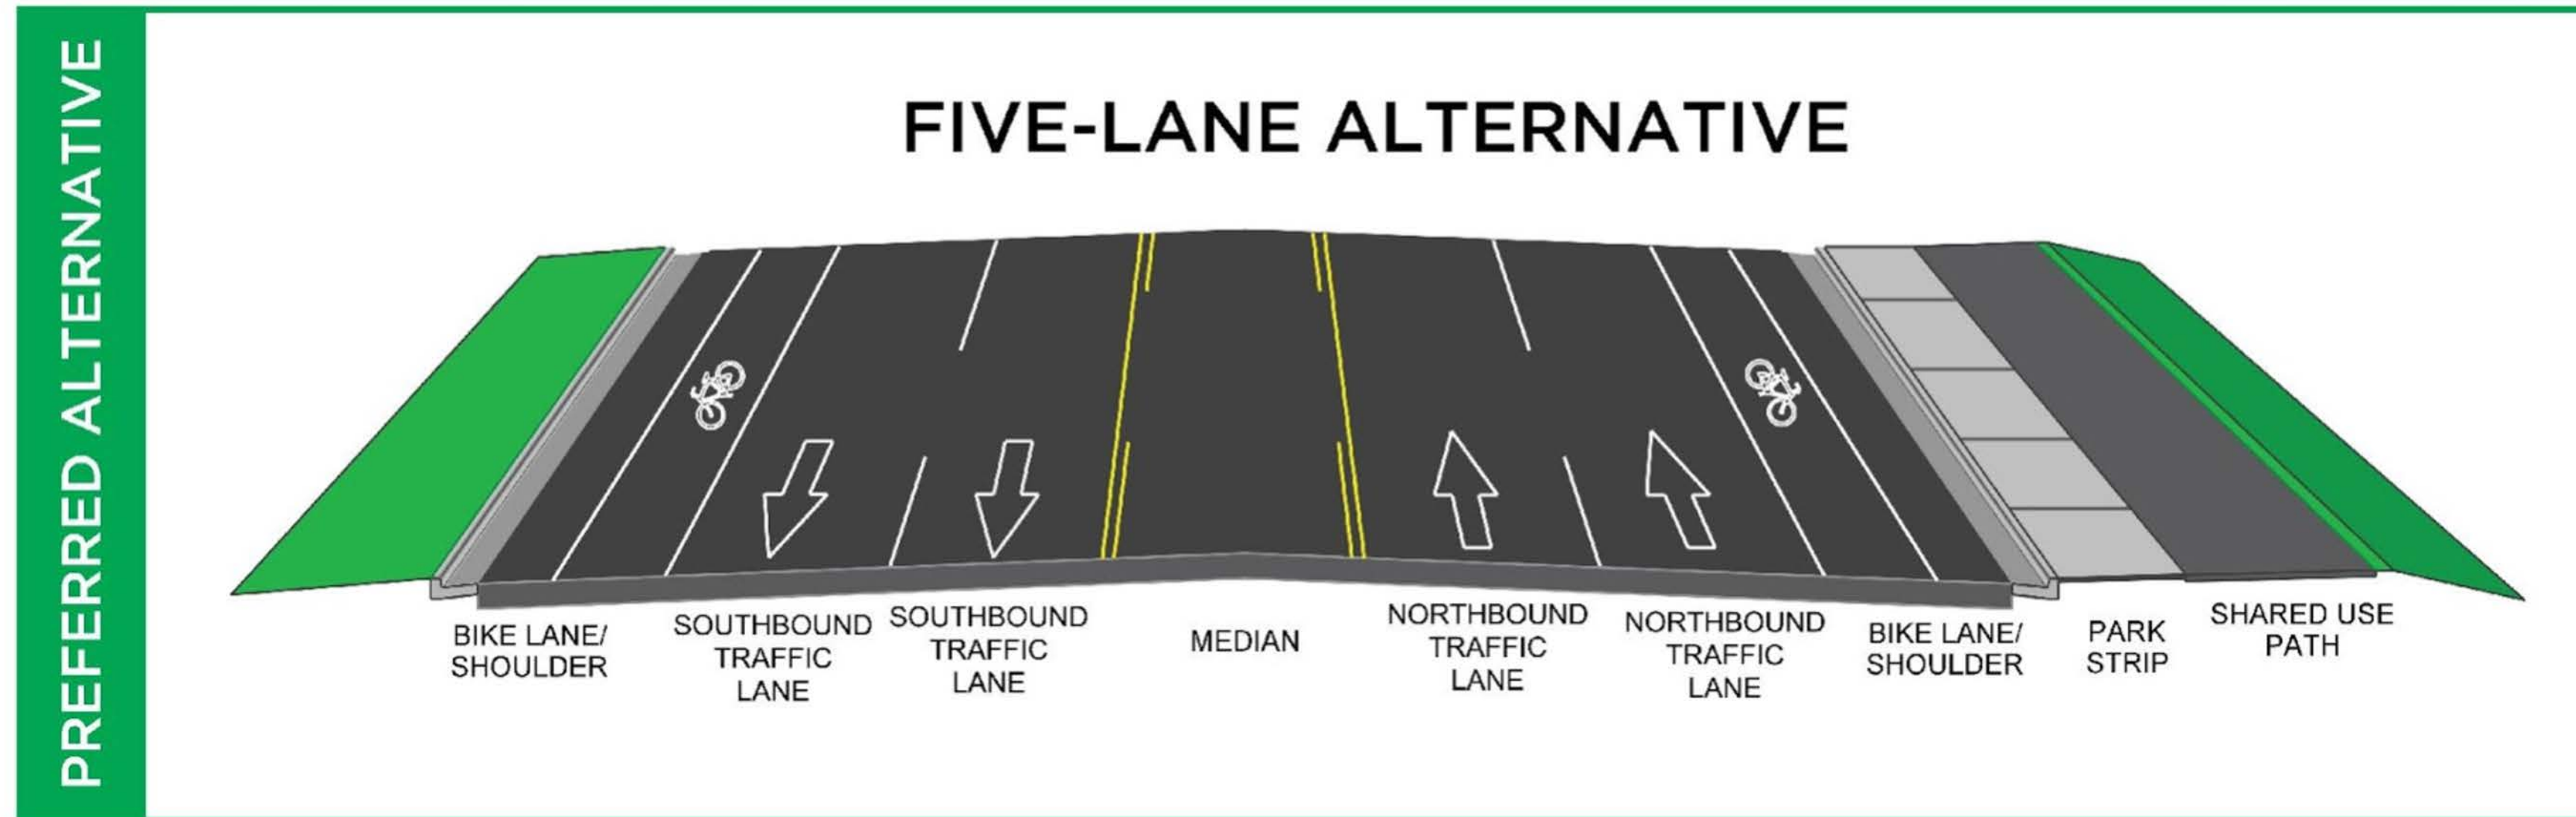 PREFERRED ALTERNATIVE
FIVE-LANE ALTERNATIVE
BIKE LANE/
SHOULDER
SOUTHBOUND
TRAFFIC
LANE
SOUTHBOUND
TRAFFIC
LANE
MEDIAN
NORTHBOUND
TRAFFIC
LANE
NORTHBOUND
TRAFFIC
LANE
BIKE LANE/
SHOULDER
PARK
STRIP
SHARED USE
PATH